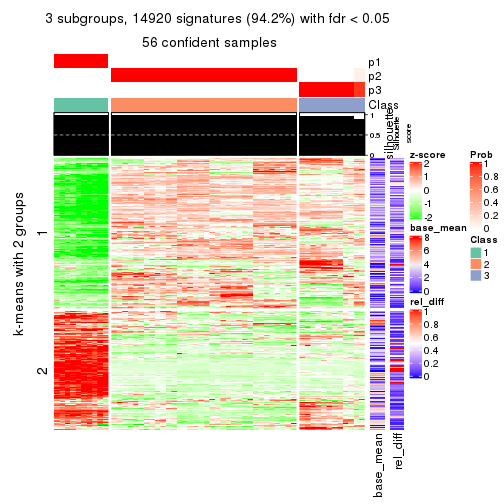 3 subgroups, 14920 signatures (94.2%) with fdr < 0.05
56 confident samples
p1
p2
p3
Class
1
0.5
0
silhouette
Silhouette
score
k-means with 2 groups
1
2
base_mean
rel_diff
z-score
2
1
0
-1
-2
base_mean
8
6
4
2
0
rel_diff
1
0.8
0.6
0.4
0.2
0
Prob
1
0.8
0.6
0.4
0.2
0
Class
1
2
3